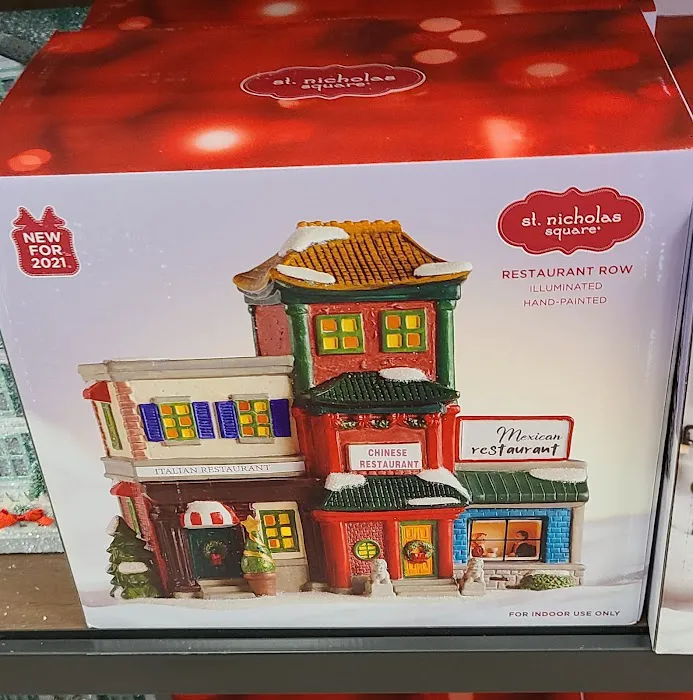 st. nicholas
square®
NEW
FOR
2021
st. nicholas
square®
RESTAURANT ROW
ILLUMINATED
HAND-PAINTED
ITALIAN RESTAURANT
CHINESE
RESTAURANT
Mexican
restaurant
FOR INDOOR USE ONLY